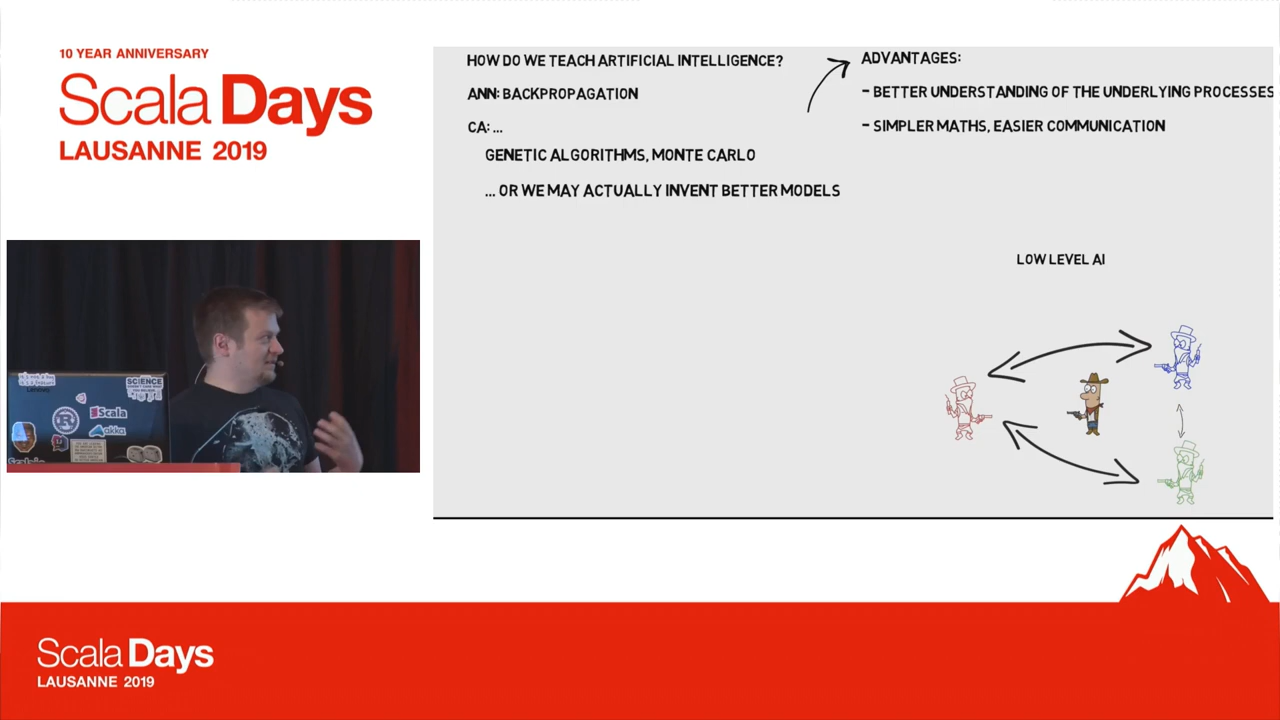 10 YEAR ANNIVERSARY
Scala Days
LAUSANNE 2019
HOW DO WE TEACH ARTIFICIAL INTELLIGENCE?
ANN: BACKPROPAGATION
CA: ...
GENETIC ALGORITHMS, MONTE CARLO
... OR WE MAY ACTUALLY INVENT BETTER MODELS
ADVANTAGES:
- BETTER UNDERSTANDING OF THE UNDERLYING PROCESSES
- SIMPLER MATHS, EASIER COMMUNICATION
LOW LEVEL AI
SCIENCE
Scala
akka
Scala Days
LAUSANNE 2019